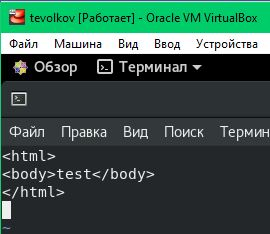 tevolkov [Работает] - Oracle VM VirtualBox
Файл Машина Вид Ввод Устройства
Обзор Терминал
Файл Правка Вид Поиск Термин
<html>
<body>test</body>
</html>
~